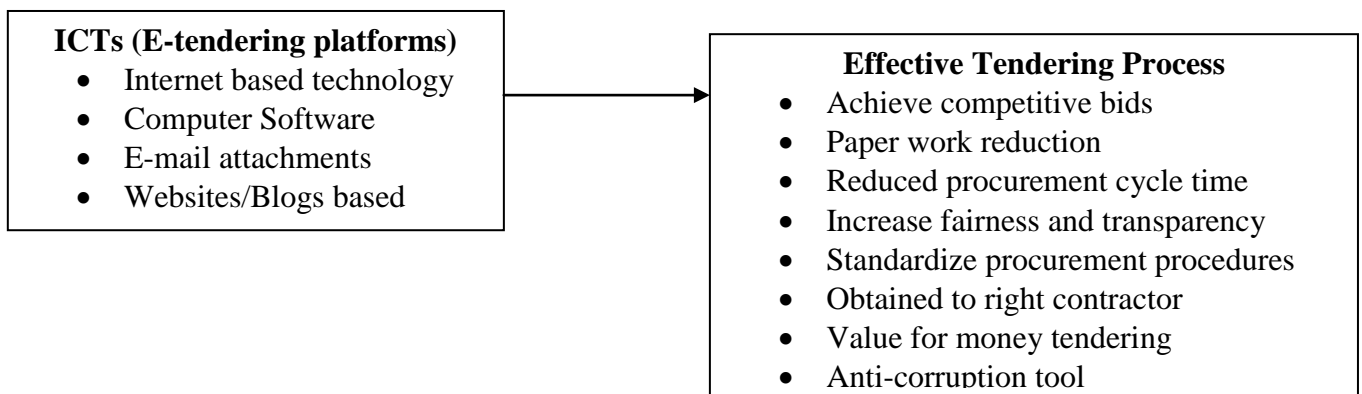 ICTs (E-tendering platforms)
• Internet based technology
• Computer Software
• E-mail attachments
• Websites/Blogs based
Effective Tendering Process
• Achieve competitive bids
• Paper work reduction
• Reduced procurement cycle time
• Increase fairness and transparency
• Standardize procurement procedures
• Obtained to right contractor
• Value for money tendering
• Anti-corruption tool